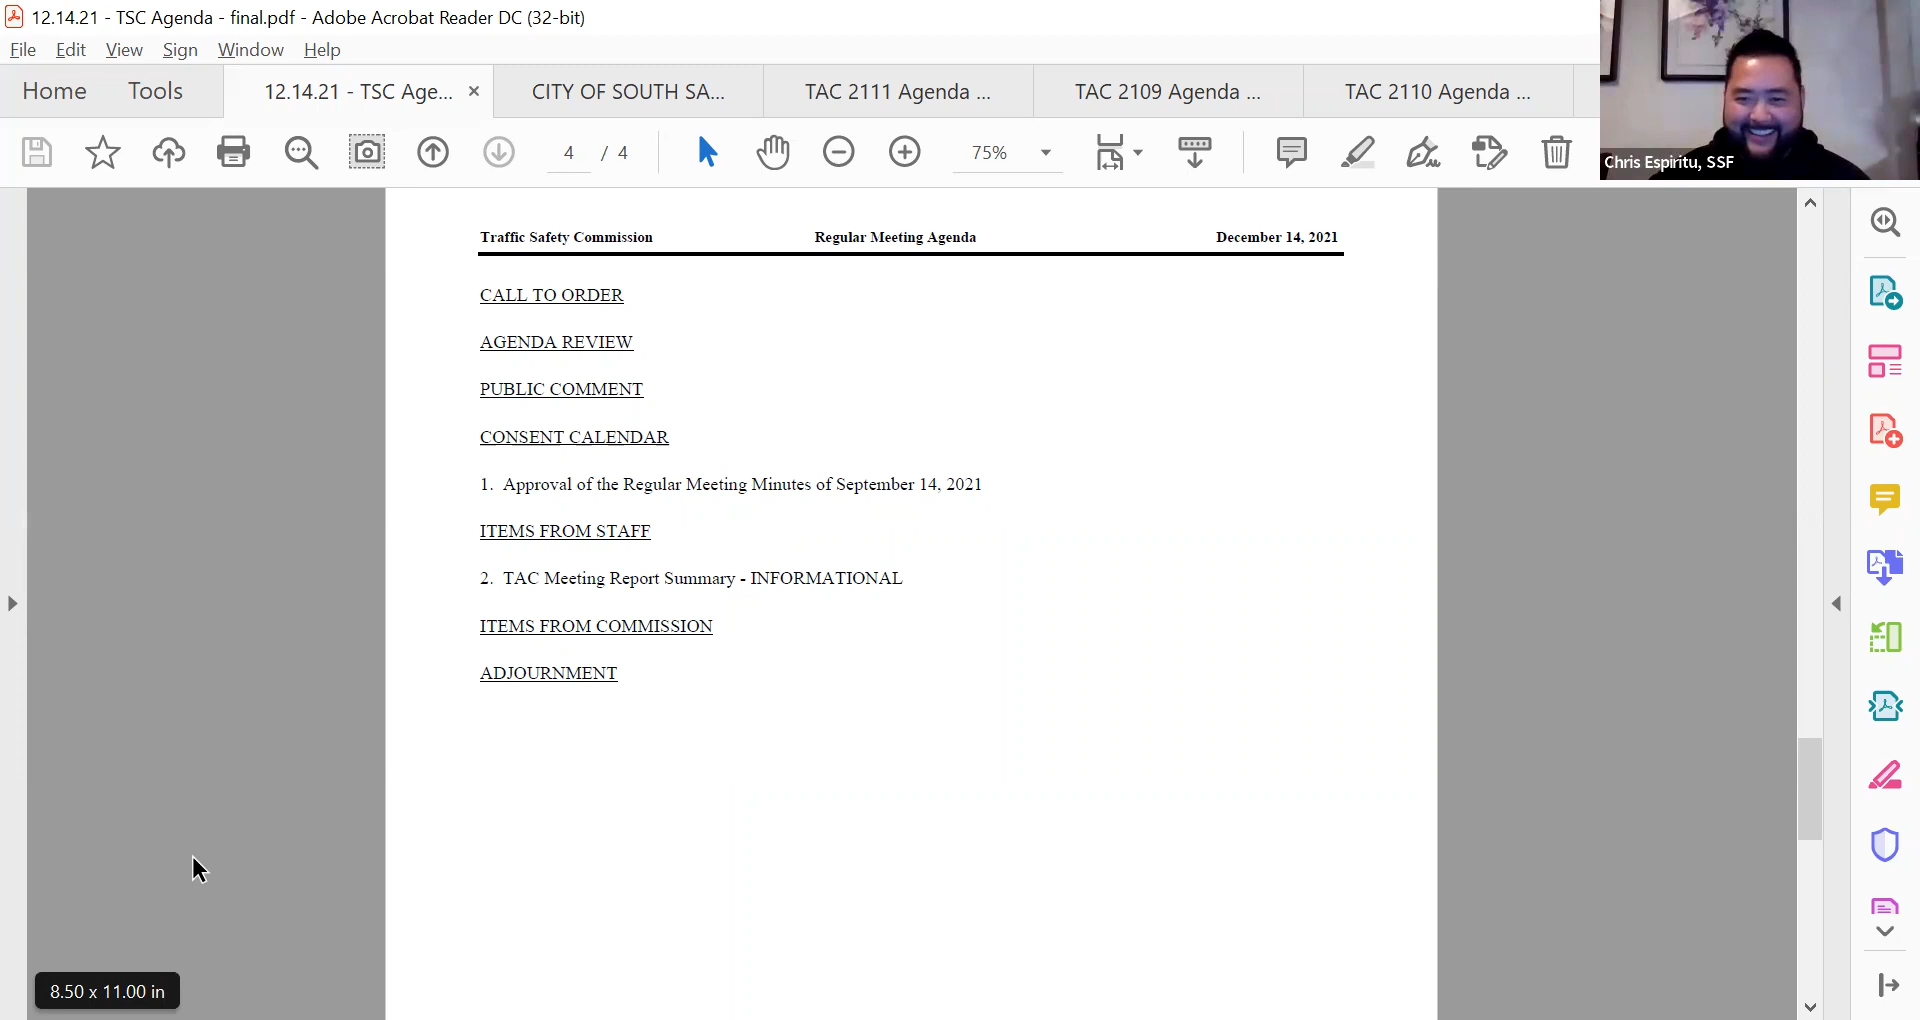 12.14.21 - TSC Agenda - final.pdf - Adobe Acrobat Reader DC (32-bit)
File Edit View Sign Window Help
Home Tools 12.14.21 - TSC Age... × CITY OF SOUTH SA... TAC 2111 Agenda ... TAC 2109 Agenda ... TAC 2110 Agenda ...
4 / 4 75%
Chris Espiritu, SSF
Traffic Safety Commission Regular Meeting Agenda December 14, 2021
CALL TO ORDER
AGENDA REVIEW
PUBLIC COMMENT
CONSENT CALENDAR
1. Approval of the Regular Meeting Minutes of September 14, 2021
ITEMS FROM STAFF
2. TAC Meeting Report Summary - INFORMATIONAL
ITEMS FROM COMMISSION
ADJOURNMENT
8.50 x 11.00 in